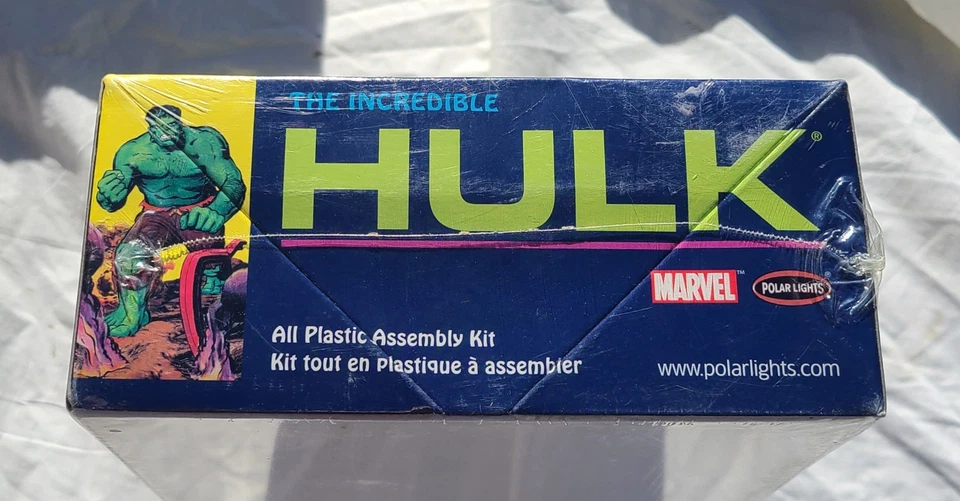 THE INCREDIBLE
HULK®
MARVEL™
POLAR LIGHTS®
All Plastic Assembly Kit
Kit tout en plastique à assembler
www.polarlights.com